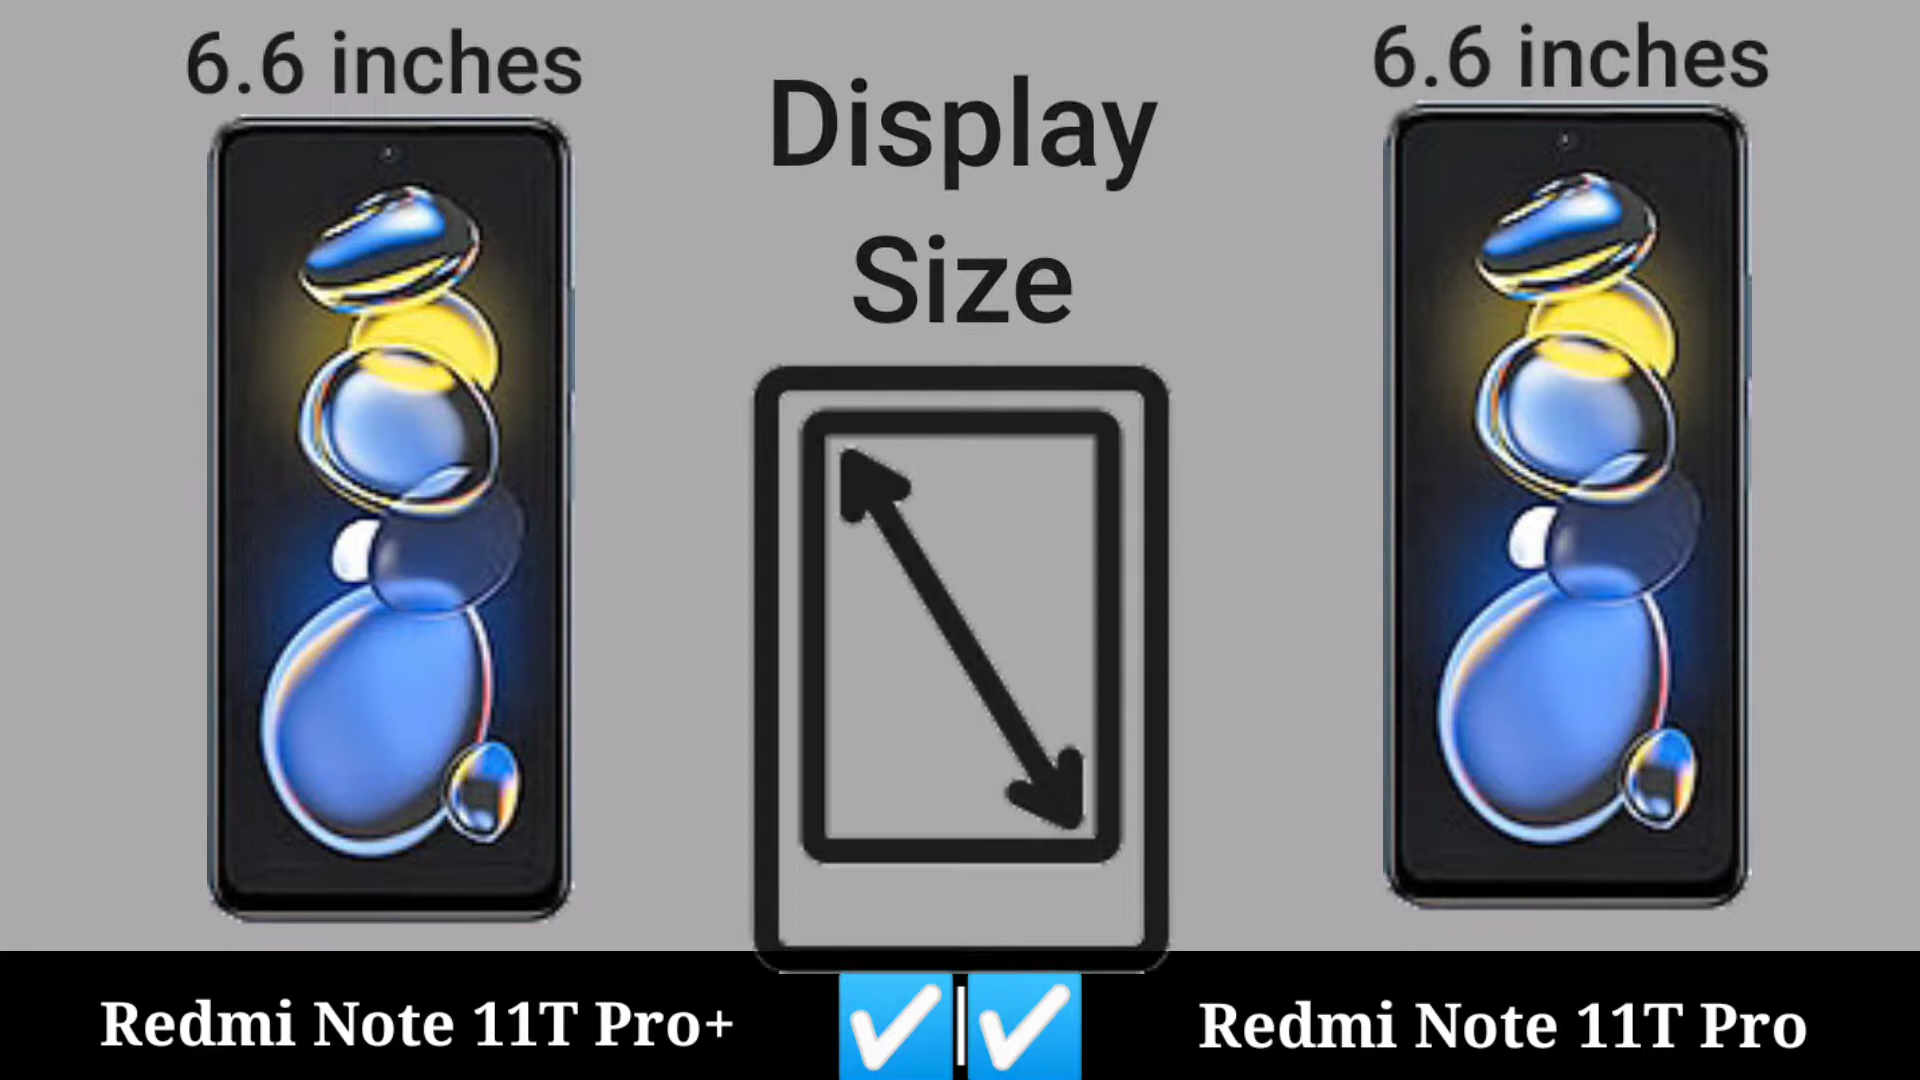 6.6 inches
Display
Size
6.6 inches
Redmi Note 11T Pro+
Redmi Note 11T Pro